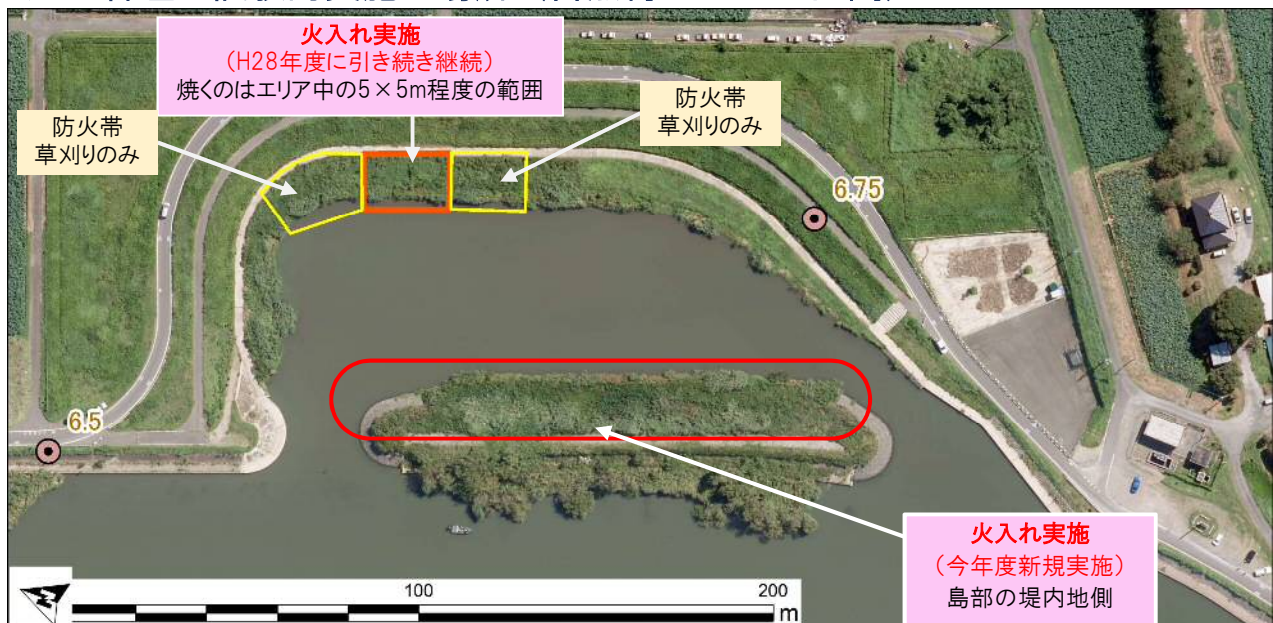 火入れ実施
(H28年度に引き続き継続)
焼くのはエリア中の5×5m程度の範囲
防火帯
草刈りのみ
防火帯
草刈りのみ
6.75
6.5
火入れ実施
(今年度新規実施)
島部の堤内地側
100
200
m